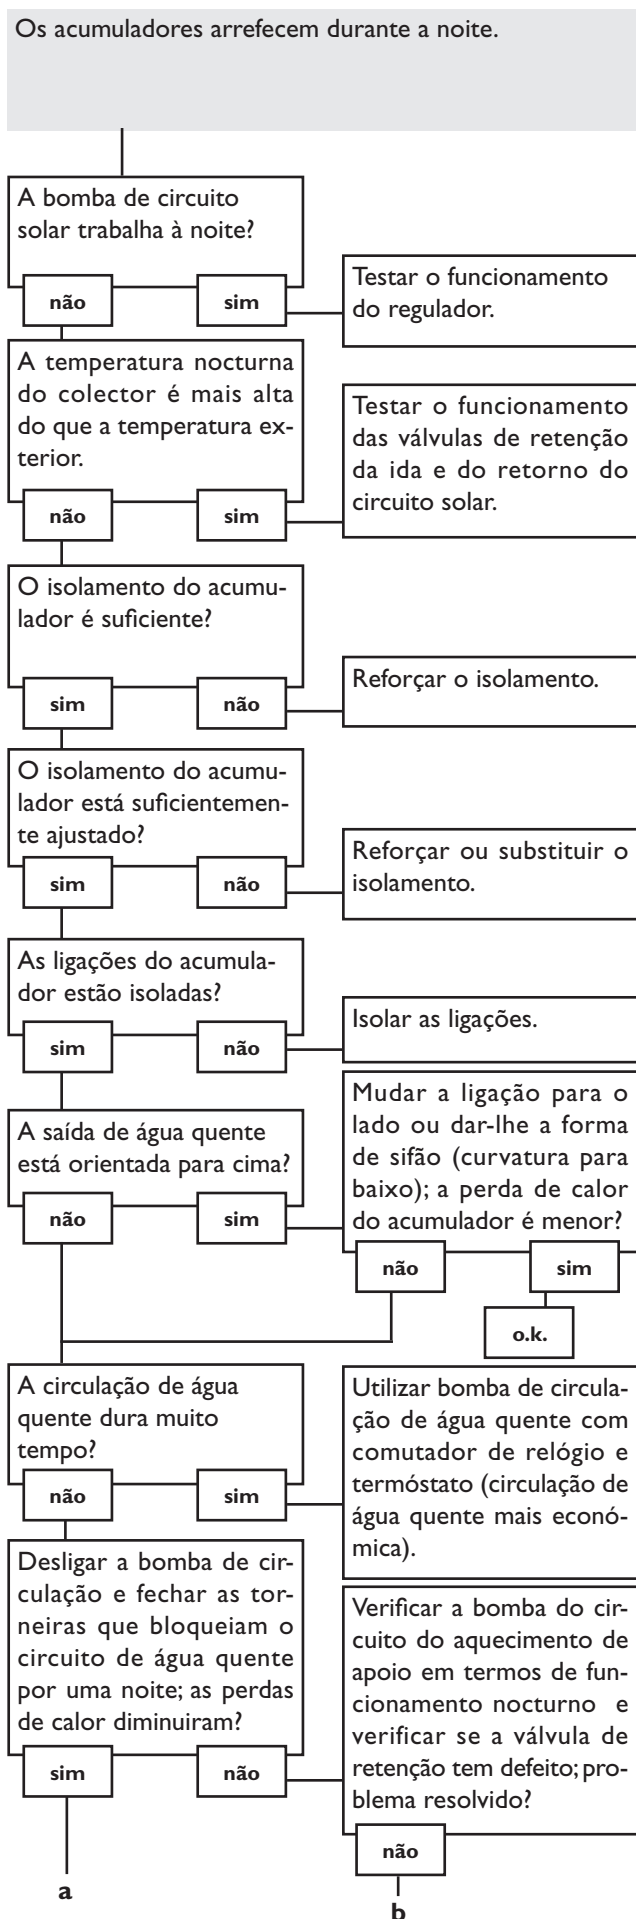 Os acumuladores arrefecem durante a noite.
A bomba de circuito
solar trabalha à noite?
não
sim
Testar o funcionamento
do regulador.
A temperatura nocturna
do colector é mais alta
do que a temperatura ex-
terior.
não
sim
Testar o funcionamento
das válvulas de retenção
da ida e do retorno do
circuito solar.
O isolamento do acumu-
lador é suficiente?
sim
não
Reforçar o isolamento.
O isolamento do acumu-
lador está suficientemen-
te ajustado?
sim
não
Reforçar ou substituir o
isolamento.
As ligações do acumula-
dor estão isoladas?
sim
não
Isolar as ligações.
A saída de água quente
está orientada para cima?
não
sim
Mudar a ligação para o
lado ou dar-lhe a forma
de sifão (curvatura para
baixo); a perda de calor
do acumulador é menor?
não
sim
o.k.
A circulação de água
quente dura muito
tempo?
não
sim
Utilizar bomba de circula-
ção de água quente com
comutador de relógio e
termóstato (circulação de
água quente mais econó-
mica).
Desligar a bomba de cir-
culação e fechar as tor-
neiras que bloqueiam o
circuito de água quente
por uma noite; as perdas
de calor diminuiram?
sim
não
Verificar a bomba do cir-
cuito do aquecimento de
apoio em termos de fun-
cionamento nocturno e
verificar se a válvula de
retenção tem defeito; pro-
blema resolvido?
não
a
b